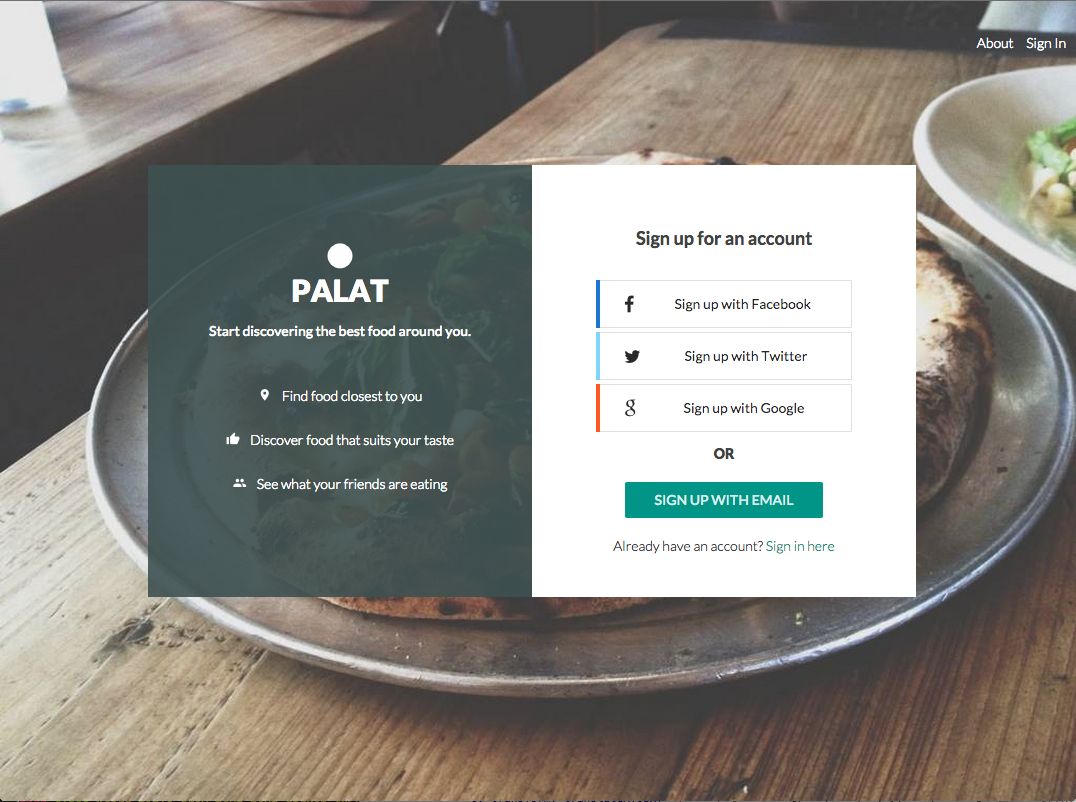 About Sign In
PALAT
Start discovering the best food around you.
Find food closest to you
Discover food that suits your taste
See what your friends are eating
Sign up for an account
Sign up with Facebook
Sign up with Twitter
Sign up with Google
OR
SIGN UP WITH EMAIL
Already have an account? Sign in here